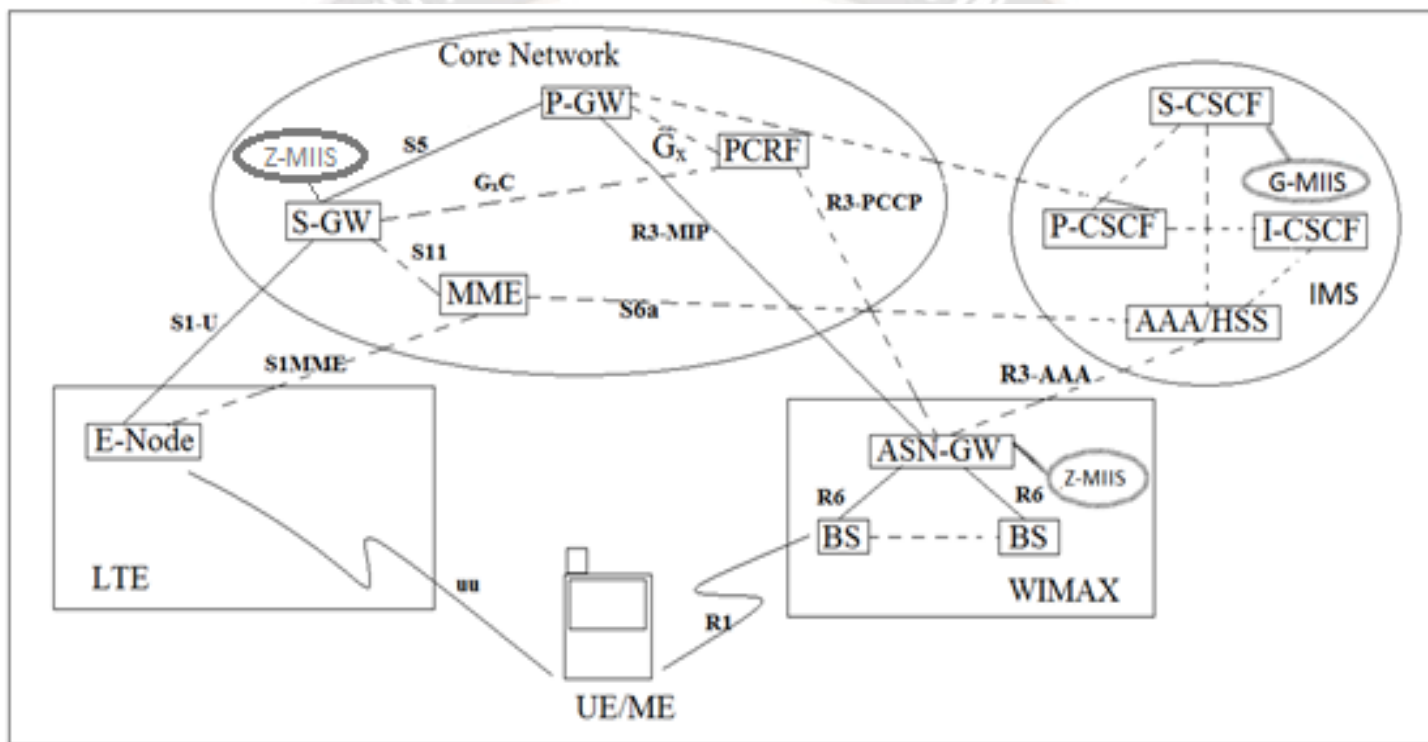 Core Network
P-GW
S-CSCF
Z-MIIS
S5
Gx
PCRF
G-MIIS
GxC
R3-PCCP
S-GW
R3-MIP
P-CSCF
I-CSCF
S11
MME
S6a
IMS
AAA/HSS
S1-U
S1MME
R3-AAA
E-Node
ASN-GW
Z-MIIS
R6
R6
BS
BS
LTE
uu
WIMAX
R1
UE/ME